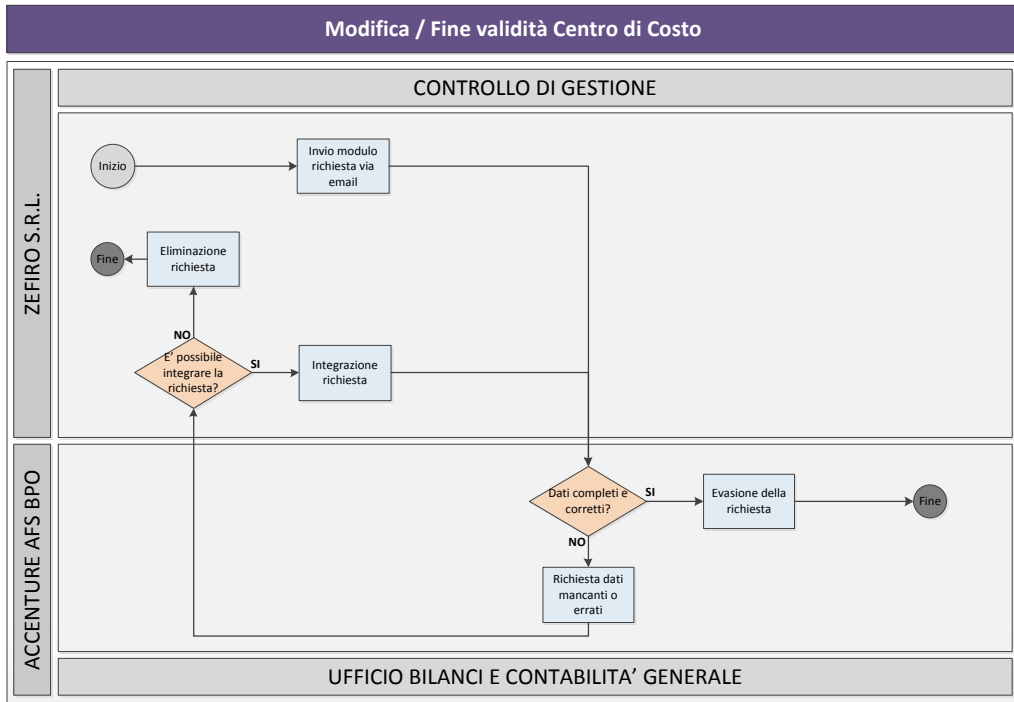 Modifica / Fine validità Centro di Costo
CONTROLLO DI GESTIONE
ZEFIRO S.R.L.
Inizio
Invio modulo
richiesta via
email
Fine
Eliminazione
richiesta
NO
E' possibile
integrare la
richiesta?
SI
Integrazione
richiesta
ACCENTURE AFS BPO
Dati completi e
corretti?
SI
Evasione della
richiesta
Fine
NO
Richiesta dati
mancanti o
errati
UFFICIO BILANCI E CONTABILITA' GENERALE